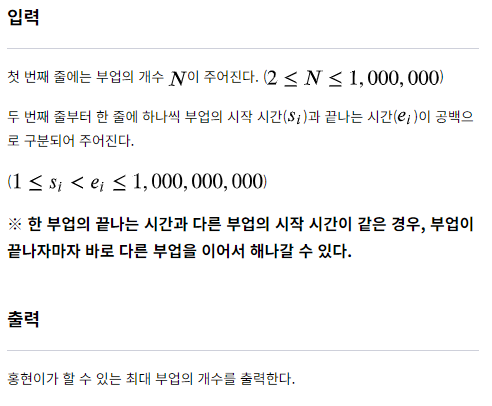 입력
첫 번째 줄에는 부업의 개수 N이 주어진다. (2 ≤ N ≤ 1,000,000)
두 번째 줄부터 한 줄에 하나씩 부업의 시작 시간(s_i)과 끝나는 시간(e_i)이 공백으
로 구분되어 주어진다.
(1 ≤ s_i < e_i ≤ 1,000,000,000)
※ 한 부업의 끝나는 시간과 다른 부업의 시작 시간이 같은 경우, 부업이
끝나자마자 바로 다른 부업을 이어서 해나갈 수 있다.
출력
홍현이가 할 수 있는 최대 부업의 개수를 출력한다.